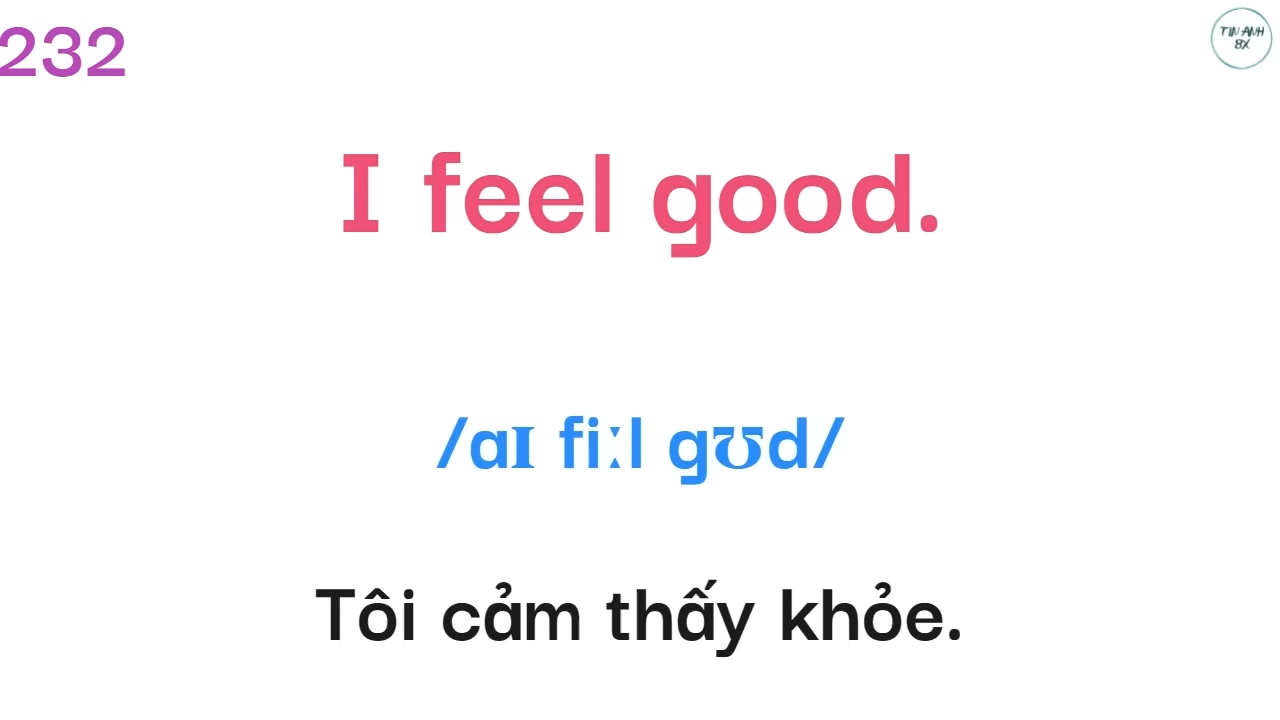 232
TIN ANH
8X
I feel good.
/aɪ fiːl gʊd/
Tôi cảm thấy khỏe.